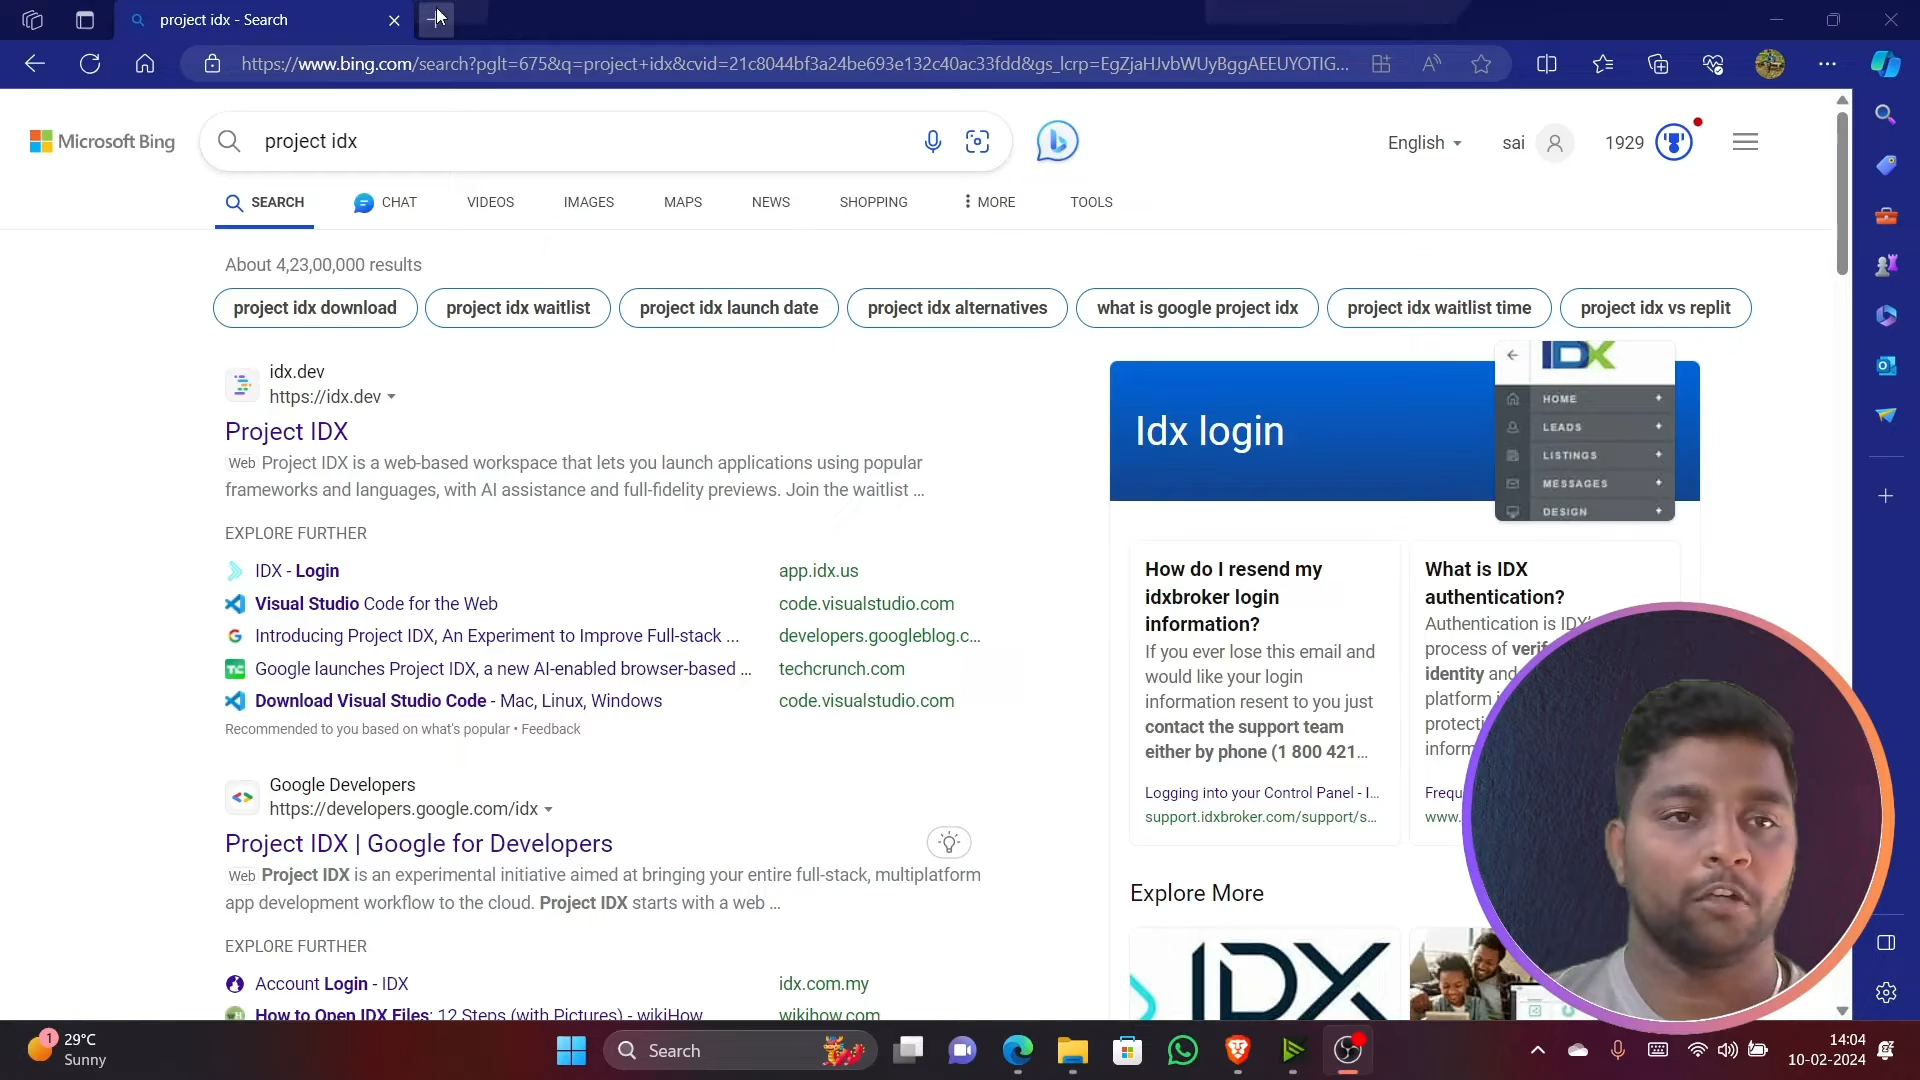 project idx - Search
https://www.bing.com/search?pglt=675&q=project+idx&cvid=21c8044bf3a24be693e132c40ac33fdd&gs_lcrp=EgZjaHJvbWUyBggAEEUYOTIG...
Microsoft Bing
project idx
English
sai
1929
SEARCH
CHAT
VIDEOS
IMAGES
MAPS
NEWS
SHOPPING
MORE
TOOLS
About 4,23,00,000 results
project idx download
project idx waitlist
project idx launch date
project idx alternatives
what is google project idx
project idx waitlist time
project idx vs replit
idx.dev
https://idx.dev
Project IDX
Web Project IDX is a web-based workspace that lets you launch applications using popular
frameworks and languages, with AI assistance and full-fidelity previews. Join the waitlist ...
EXPLORE FURTHER
IDX - Login app.idx.us
Visual Studio Code for the Web code.visualstudio.com
Introducing Project IDX, An Experiment to Improve Full-stack ... developers.googleblog.c...
Google launches Project IDX, a new AI-enabled browser-based ... techcrunch.com
Download Visual Studio Code - Mac, Linux, Windows code.visualstudio.com
Recommended to you based on what's popular • Feedback
Google Developers
https://developers.google.com/idx
Project IDX | Google for Developers
Web Project IDX is an experimental initiative aimed at bringing your entire full-stack, multiplatform
app development workflow to the cloud. Project IDX starts with a web ...
EXPLORE FURTHER
Account Login - IDX idx.com.my
How to Open IDX Files: 12 Steps (with Pictures) - wikiHow wikihow.com
Idx login
IDX
HOME
LEADS
LISTINGS
MESSAGES
DESIGN
How do I resend my
idxbroker login
information?
If you ever lose this email and
would like your login
information resent to you just
contact the support team
either by phone (1 800 421...
Logging into your Control Panel - I...
support.idxbroker.com/support/s...
What is IDX
authentication?
Authentication is IDX'
process of
identity and
platform
Frequ
www.
Explore More
IDX
1
29°C
Sunny
Search
14:04
10-02-2024